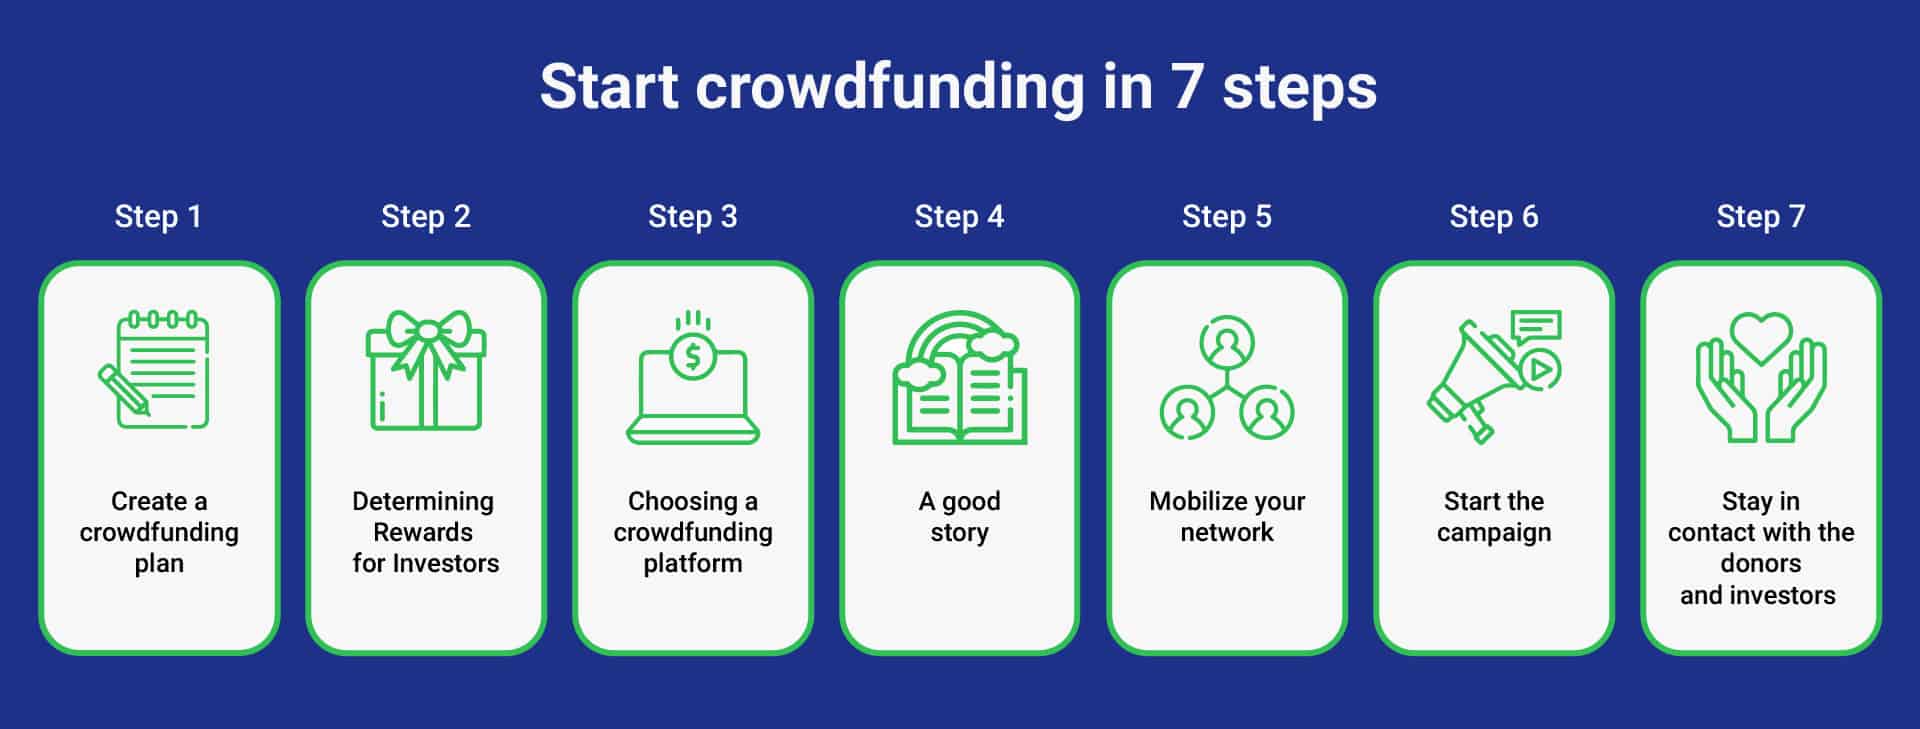 Start crowdfunding in 7 steps
Step 1
Step 2
Step 3
Step 4
Step 5
Step 6
Step 7
$
Create a
crowdfunding
plan
Determining
Rewards
for Investors
Choosing a
crowdfunding
platform
A good
story
Mobilize your
network
Start the
campaign
Stay in
contact with the
donors
and investors